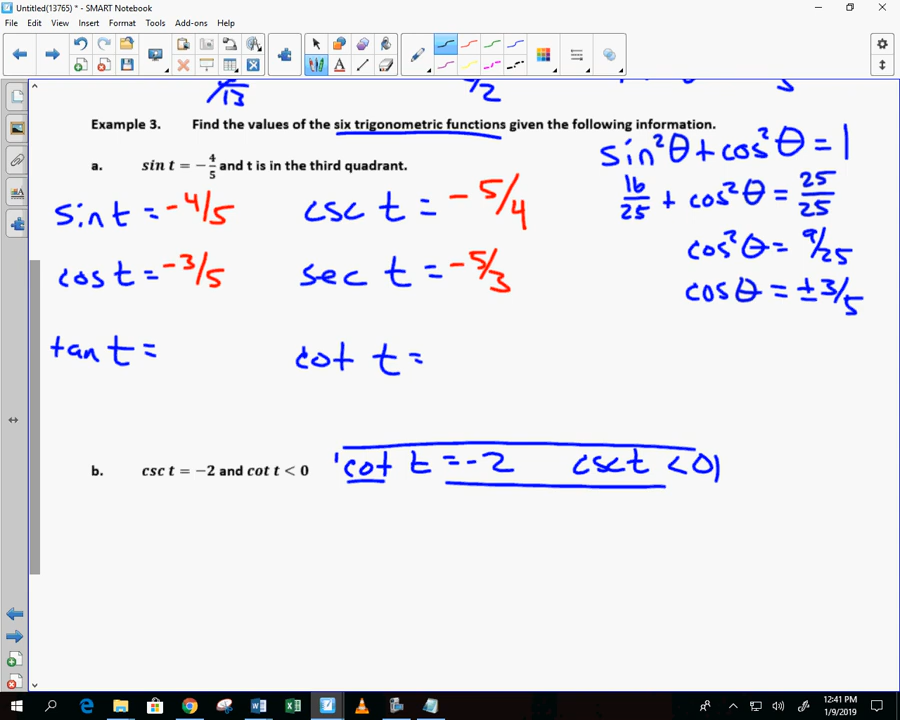 Untitled(13765) * - SMART Notebook
File Edit View Insert Format Tools Add-ons Help
√13
√2
Example 3. Find the values of the six trigonometric functions given the following information.
sin²θ + cos²θ = 1
a. sin t = -4/5 and t is in the third quadrant.
16/25 + cos²θ = 25/25
sin t = -4/5 csc t = -5/4
cos²θ = 9/25
cos t = -3/5 sec t = -5/3
cosθ = ±3/5
tan t = cot t =
b. csc t = −2 and cot t < 0 cot t = -2 csc t < 0
12:41 PM
1/9/2019